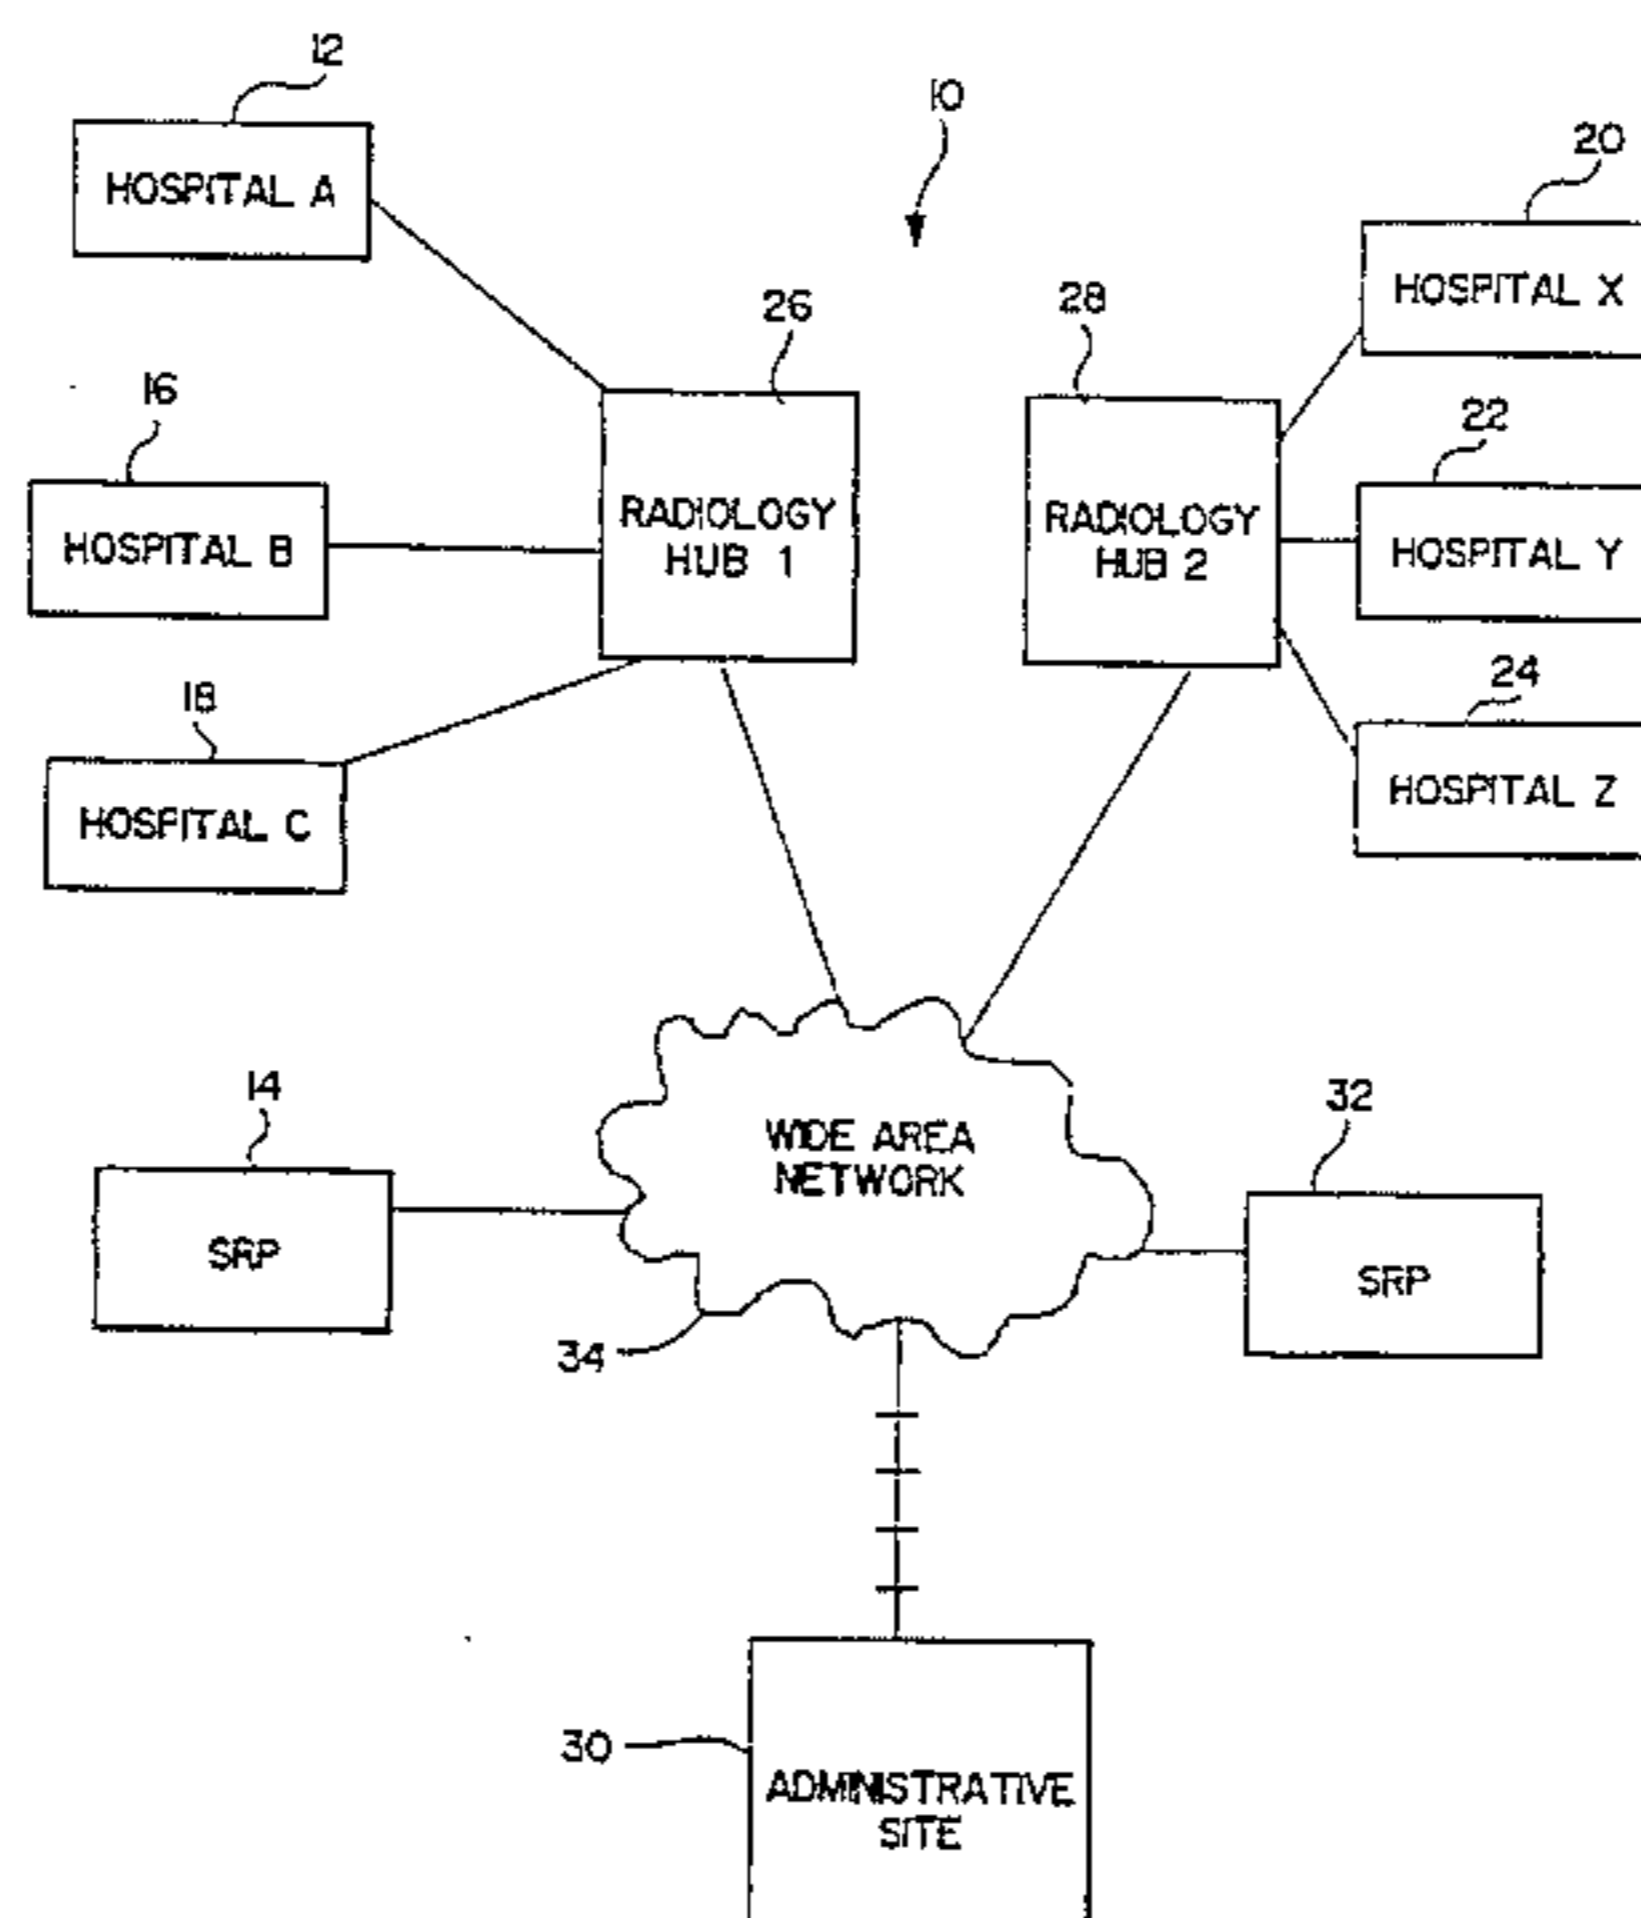 12
10
20
HOSPITAL A
HOSPITAL X
26
28
16
22
RADIOLOGY
HUB 1
RADIOLOGY
HUB 2
HOSPITAL B
HOSPITAL Y
18
24
HOSPITAL C
HOSPITAL Z
14
32
WIDE AREA
NETWORK
SRP
SRP
34
30
ADMINISTRATIVE
SITE